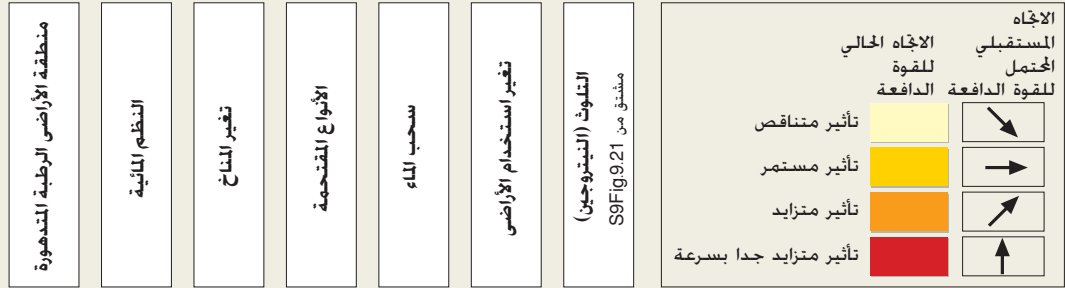 الاتجاه
المستقبلي
المحتمل
للقوة الدافعة
الاتجاه الحالي
للقوة
الدافعة
تأثير متناقص
تأثير مستمر
تأثير متزايد
تأثير متزايد جدا بسرعة
التلوث (النيتروجين)
مشتق من
S9Fig.9.21
تغير استخدام الأراضى
سحب الماء
الأنواع المقتحمة
تغير المناخ
النظم المائية
منطقة الأراضى الرطبة المتدهورة